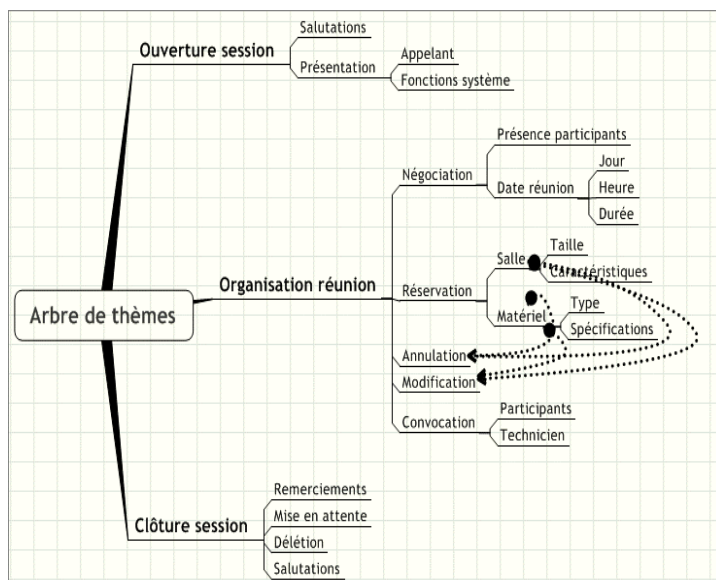 Arbre de thèmes
Ouverture session
Salutations
Présentation
Appelant
Fonctions système
Organisation réunion
Négociation
Présence participants
Date réunion
Jour
Heure
Durée
Réservation
Salle
Taille
Caractéristiques
Matériel
Type
Spécifications
Annulation
Modification
Convocation
Participants
Technicien
Clôture session
Remerciements
Mise en attente
Délétion
Salutations